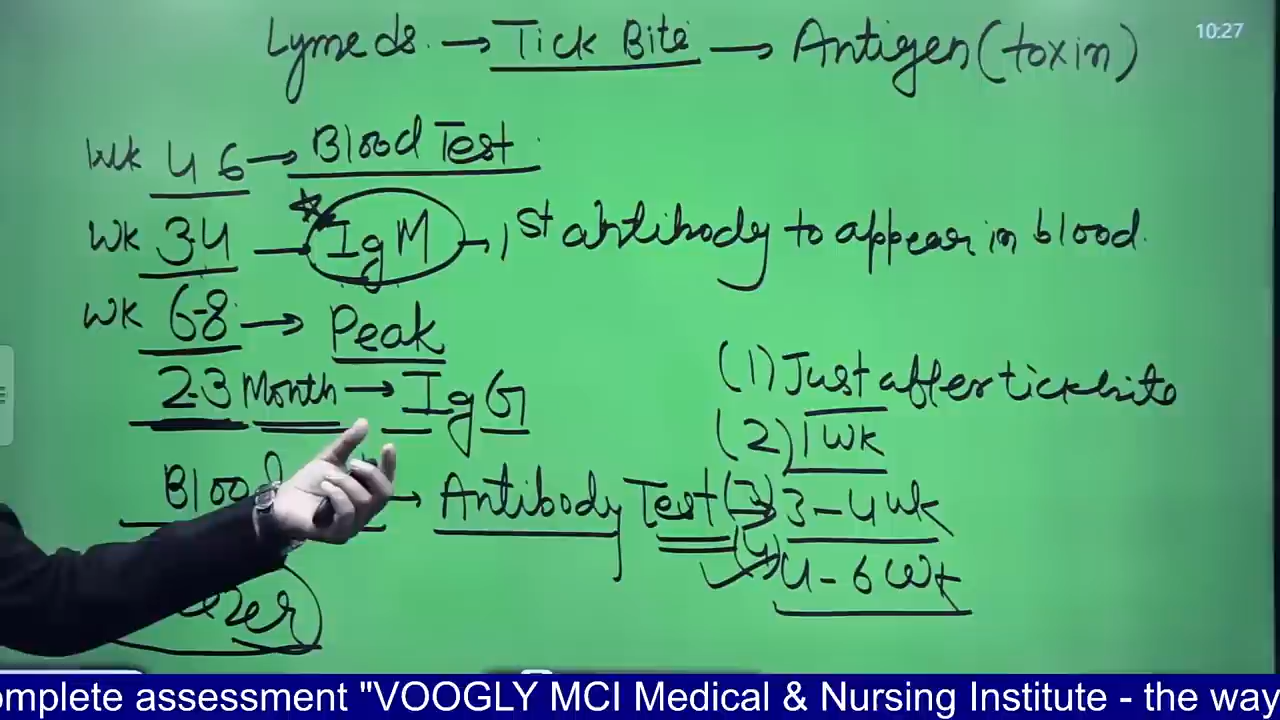 10:27
Lyme ds. → Tick Bite → Antigen (toxin)
Wk 4 6 → Blood Test
Wk 3-4 → IgM → 1st antibody to appear in blood.
Wk 6-8 → Peak
2-3 Month → IgG
(1) Just after tick bite
(2) 1 WK
→ Antibody Test
(3) 3-4 wk
(4) 4-6 Wk
omplete assessment "VOOGLY MCI Medical & Nursing Institute - the way